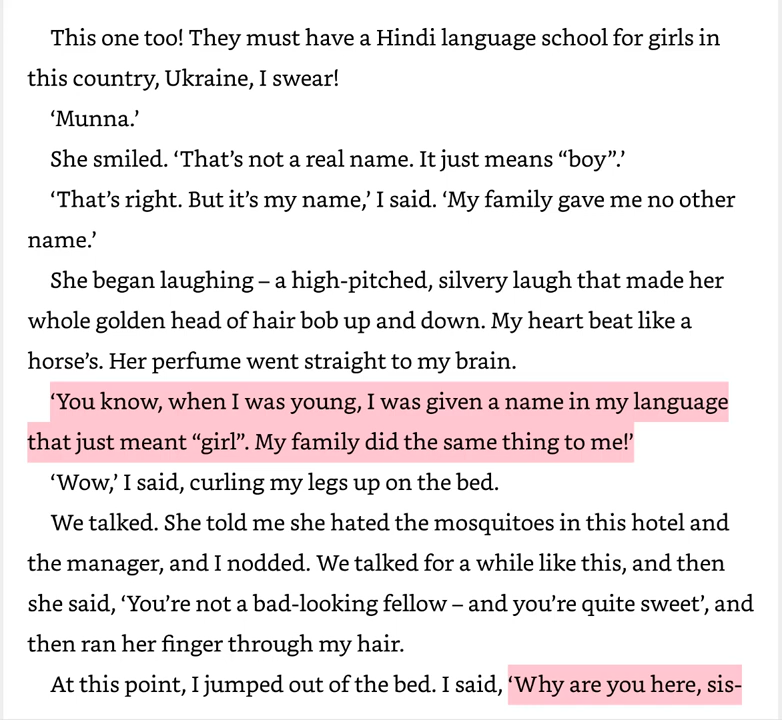 This one too! They must have a Hindi language school for girls in
this country, Ukraine, I swear!
‘Munna.’
She smiled. ‘That’s not a real name. It just means “boy”.’
‘That’s right. But it’s my name,’ I said. ‘My family gave me no other
name.’
She began laughing – a high-pitched, silvery laugh that made her
whole golden head of hair bob up and down. My heart beat like a
horse’s. Her perfume went straight to my brain.
‘You know, when I was young, I was given a name in my language
that just meant “girl”. My family did the same thing to me!’
‘Wow,’ I said, curling my legs up on the bed.
We talked. She told me she hated the mosquitoes in this hotel and
the manager, and I nodded. We talked for a while like this, and then
she said, ‘You’re not a bad-looking fellow – and you’re quite sweet’, and
then ran her finger through my hair.
At this point, I jumped out of the bed. I said, ‘Why are you here, sis-